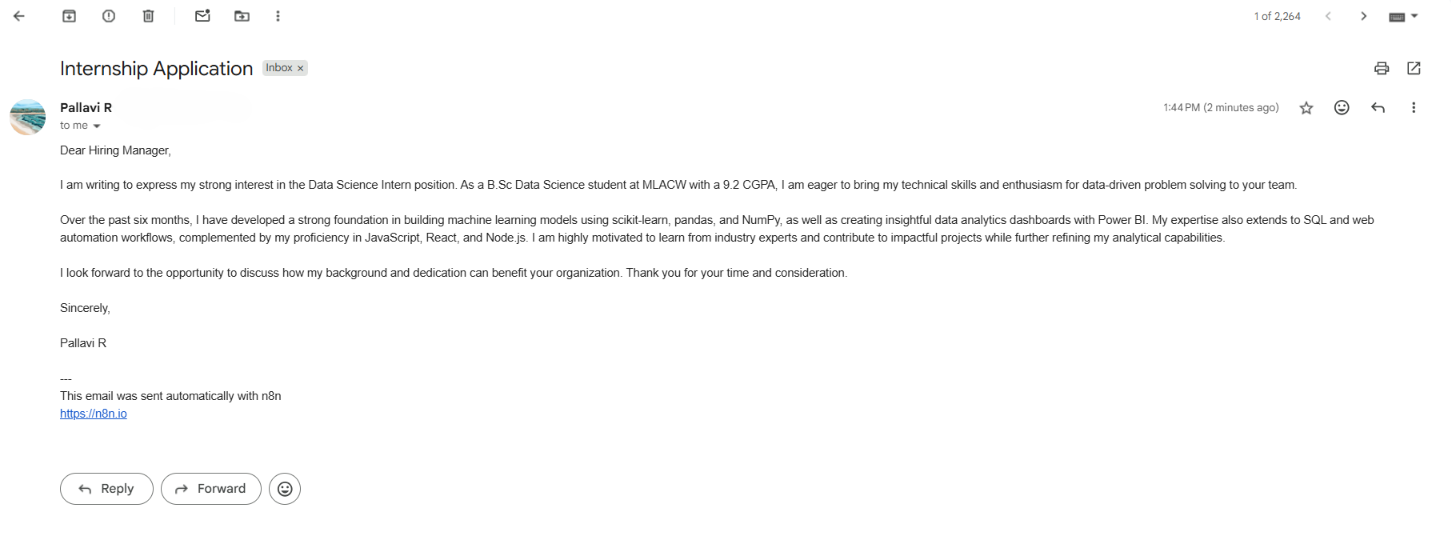 1 of 2,264
Internship Application Inbox ×
Pallavi R
1:44 PM (2 minutes ago)
to me
Dear Hiring Manager,
I am writing to express my strong interest in the Data Science Intern position. As a B.Sc Data Science student at MLACW with a 9.2 CGPA, I am eager to bring my technical skills and enthusiasm for data-driven problem solving to your team.
Over the past six months, I have developed a strong foundation in building machine learning models using scikit-learn, pandas, and NumPy, as well as creating insightful data analytics dashboards with Power BI. My expertise also extends to SQL and web
automation workflows, complemented by my proficiency in JavaScript, React, and Node.js. I am highly motivated to learn from industry experts and contribute to impactful projects while further refining my analytical capabilities.
I look forward to the opportunity to discuss how my background and dedication can benefit your organization. Thank you for your time and consideration.
Sincerely,
Pallavi R
---
This email was sent automatically with n8n
https://n8n.io
Reply
Forward